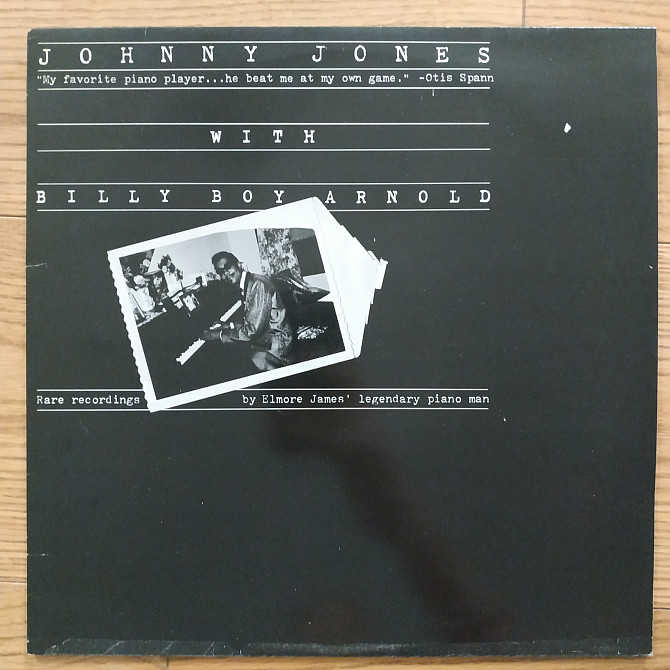 JOHNNY JONES
"My favorite piano player...he beat me at my own game." -Otis Spann
WITH
BILLY BOY ARNOLD
Rare recordings by Elmore James' legendary piano man